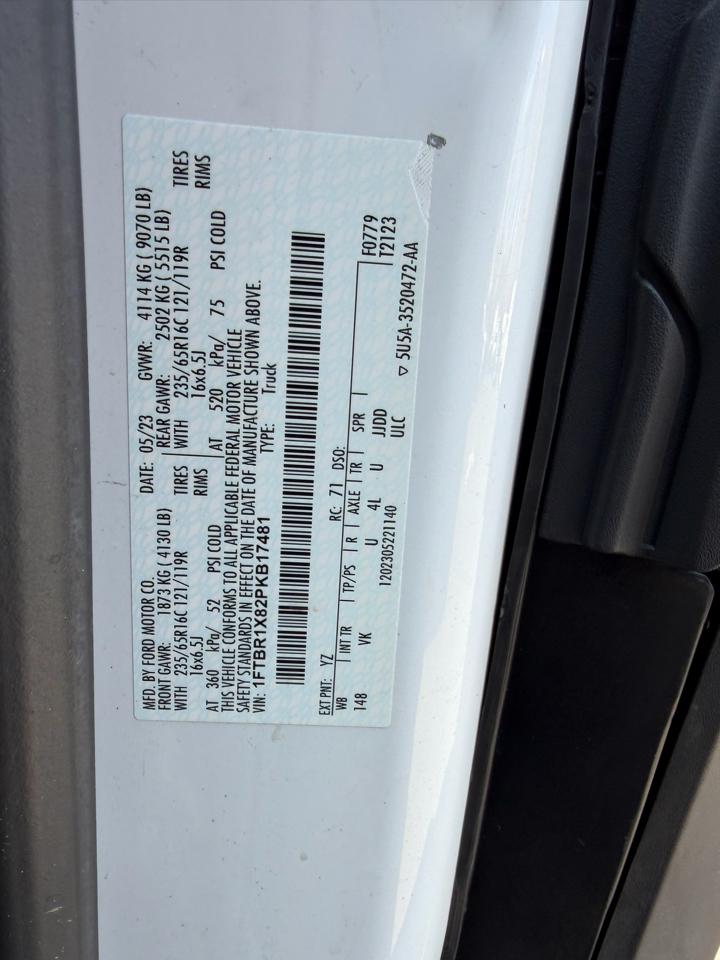 MFD. BY FORD MOTOR CO. DATE: 05/23 GVWR: 4114 KG ( 9070 LB)
FRONT GAWR: 1873 KG ( 4130 LB) REAR GAWR: 2502 KG ( 5515 LB)
WITH 235/65R16C 121/119R TIRES WITH 235/65R16C 121/119R TIRES
16x6.5J RIMS 16x6.5J RIMS
AT 360 kPa/ 52 PSI COLD AT 520 kPa/ 75 PSI COLD
THIS VEHICLE CONFORMS TO ALL APPLICABLE FEDERAL MOTOR VEHICLE
SAFETY STANDARDS IN EFFECT ON THE DATE OF MANUFACTURE SHOWN ABOVE.
VIN: 1FTBR1X82PKB17481 TYPE: Truck
EXT PNT: YZ RC: 71 DSO: F0779
WB INT TR TP/PS R AXLE TR SPR T2123
148 VK U 4L U JJDD
1202305221140 ULC ▽ 5U5A-3520472-AA